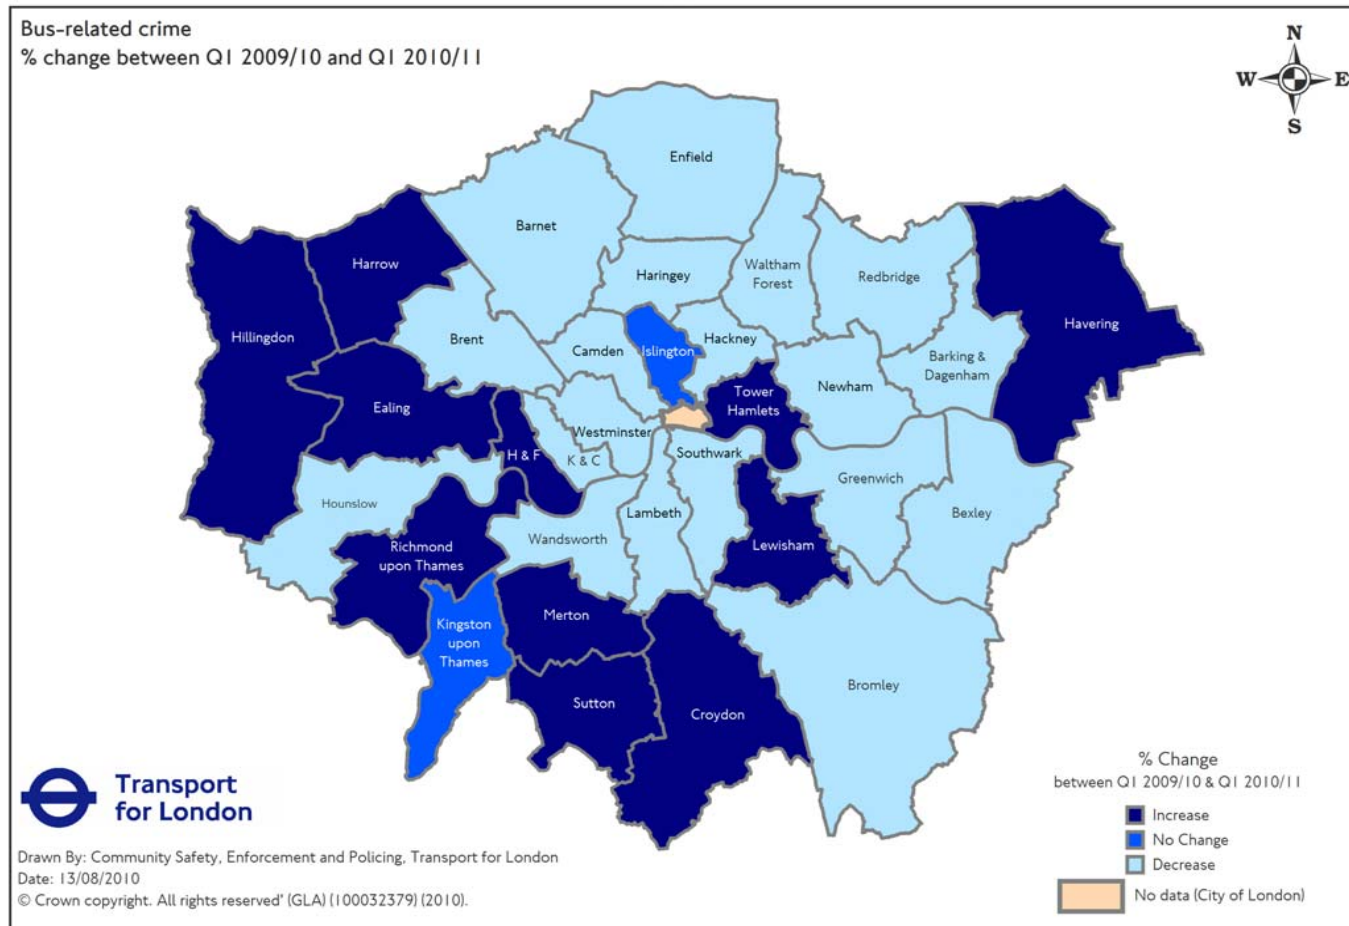 Bus-related crime
% change between Q1 2009/10 and Q1 2010/11
N
W
E
S
Enfield
Barnet
Harrow
Haringey
Waltham
Forest
Redbridge
Havering
Hillingdon
Brent
Camden
Islington
Hackney
Barking &
Dagenham
Newham
Tower
Hamlets
Ealing
Westminster
H & F
K & C
Southwark
Greenwich
Hounslow
Lambeth
Bexley
Wandsworth
Lewisham
Richmond
upon Thames
Merton
Kingston
upon
Thames
Bromley
Sutton
Croydon
Transport
for London
% Change
between Q1 2009/10 & Q1 2010/11
Increase
No Change
Decrease
No data (City of London)
Drawn By: Community Safety, Enforcement and Policing, Transport for London
Date: 13/08/2010
© Crown copyright. All rights reserved' (GLA) (100032379) (2010).